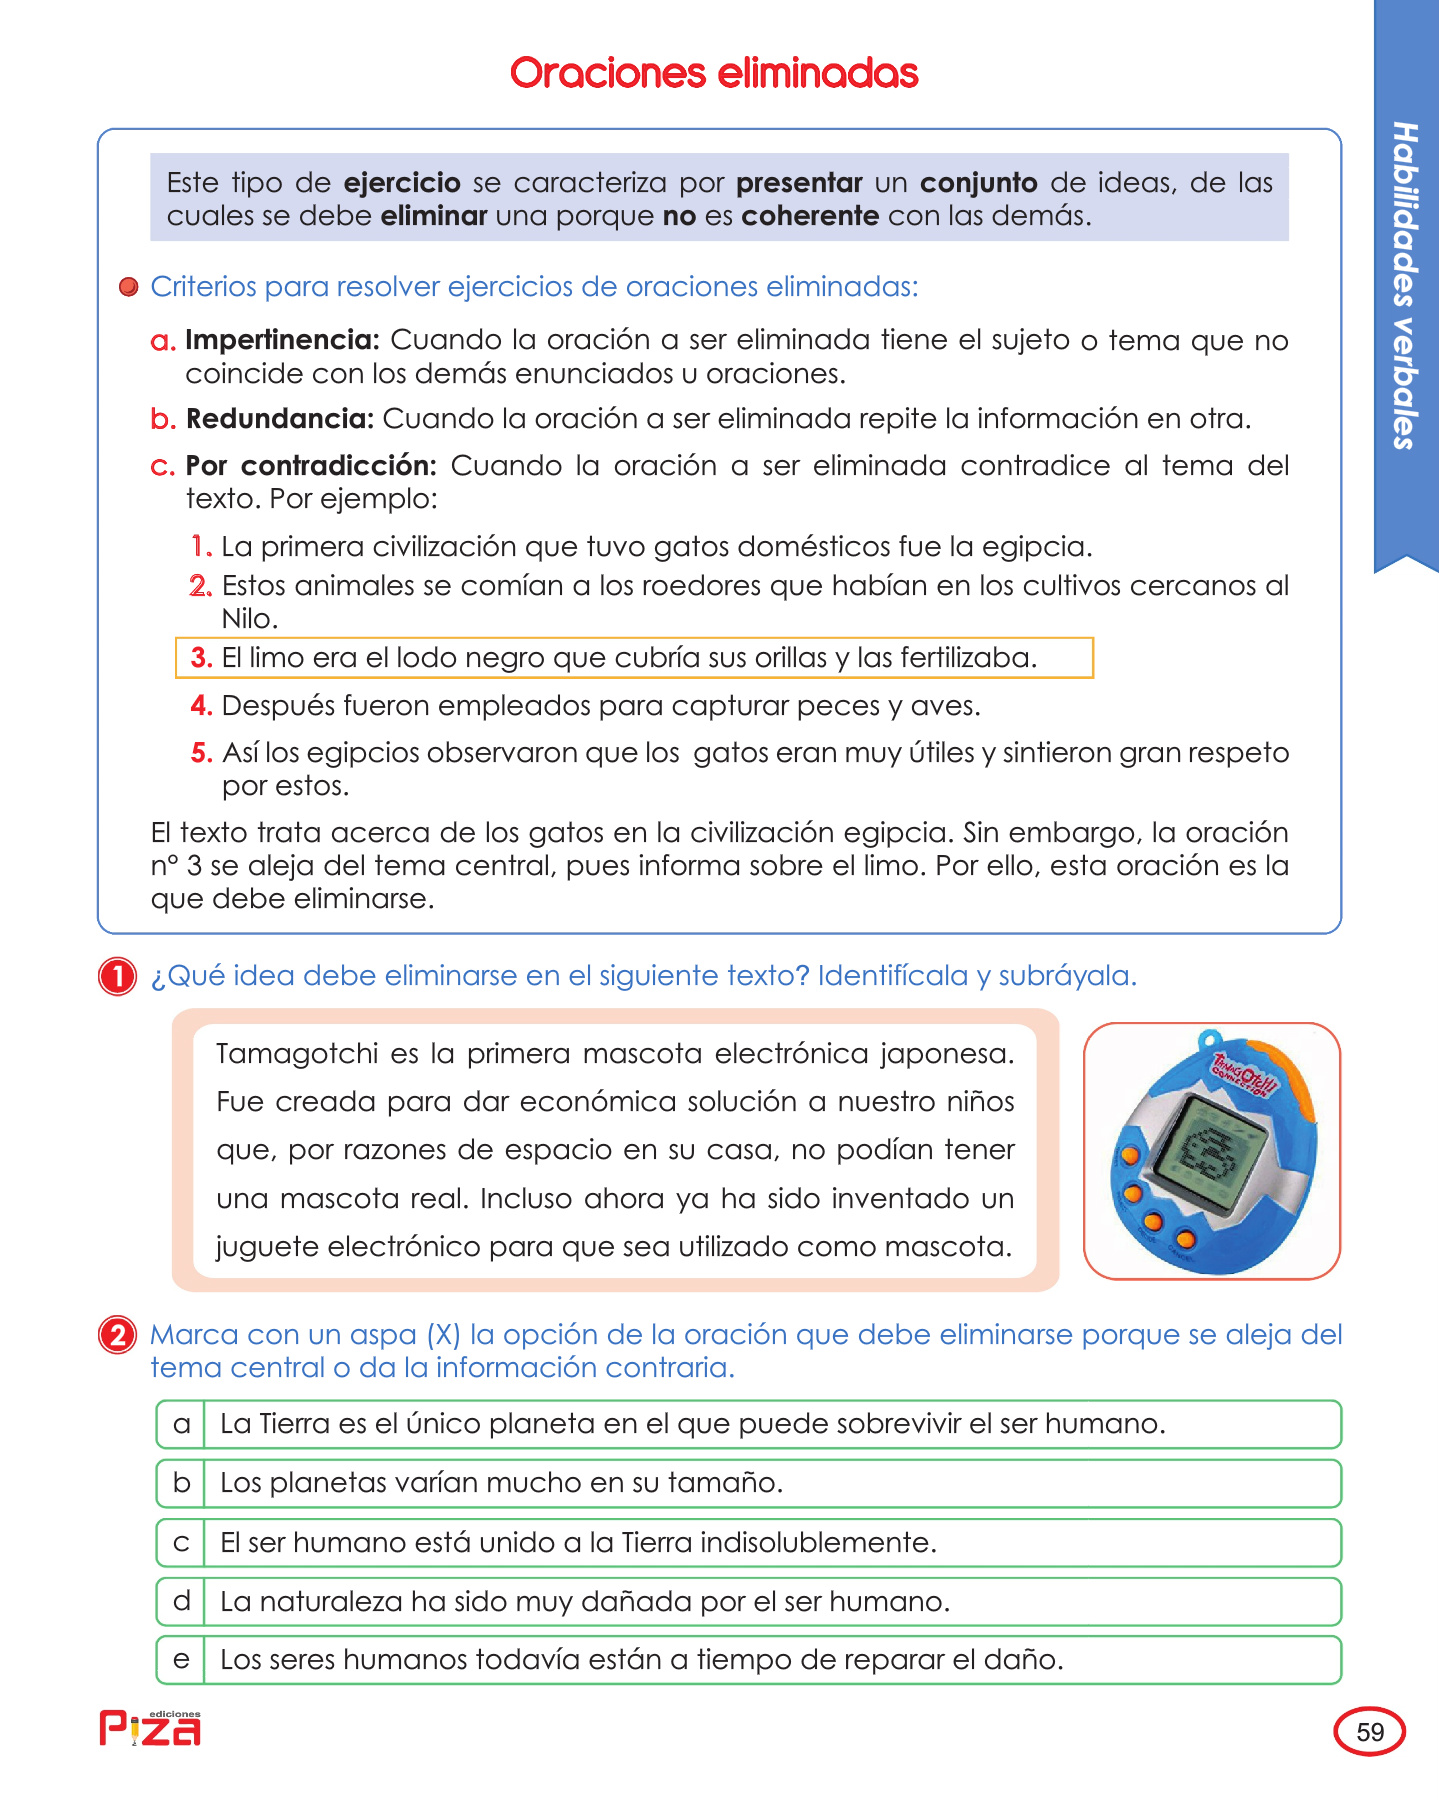 Oraciones eliminadas
Habilidades verbales
Este tipo de ejercicio se caracteriza por presentar un conjunto de ideas, de las
cuales se debe eliminar una porque no es coherente con las demás.
Criterios para resolver ejercicios de oraciones eliminadas:
a. Impertinencia: Cuando la oración a ser eliminada tiene el sujeto o tema que no
coincide con los demás enunciados u oraciones.
b. Redundancia: Cuando la oración a ser eliminada repite la información en otra.
c. Por contradicción: Cuando la oración a ser eliminada contradice al tema del
texto. Por ejemplo:
1. La primera civilización que tuvo gatos domésticos fue la egipcia.
2. Estos animales se comían a los roedores que habían en los cultivos cercanos al
Nilo.
3. El limo era el lodo negro que cubría sus orillas y las fertilizaba.
4. Después fueron empleados para capturar peces y aves.
5. Así los egipcios observaron que los gatos eran muy útiles y sintieron gran respeto
por estos.
El texto trata acerca de los gatos en la civilización egipcia. Sin embargo, la oración
n° 3 se aleja del tema central, pues informa sobre el limo. Por ello, esta oración es la
que debe eliminarse.
1 ¿Qué idea debe eliminarse en el siguiente texto? Identifícala y subráyala.
Tamagotchi es la primera mascota electrónica japonesa.
Fue creada para dar económica solución a nuestro niños
que, por razones de espacio en su casa, no podían tener
una mascota real. Incluso ahora ya ha sido inventado un
juguete electrónico para que sea utilizado como mascota.
TAMAGOTCHI
CONNECTION
2 Marca con un aspa (X) la opción de la oración que debe eliminarse porque se aleja del
tema central o da la información contraria.
a La Tierra es el único planeta en el que puede sobrevivir el ser humano.
b Los planetas varían mucho en su tamaño.
c El ser humano está unido a la Tierra indisolublemente.
d La naturaleza ha sido muy dañada por el ser humano.
e Los seres humanos todavía están a tiempo de reparar el daño.
ediciones
Piza
59